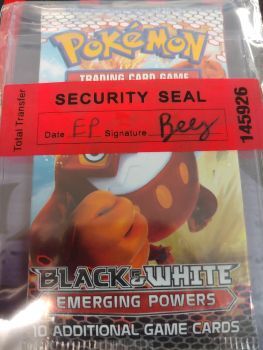 POKéMON
TRADING CARD GAME
Total Transfer
SECURITY SEAL
Date EP Signature Beey
145926
BLACK & WHITE
EMERGING POWERS
10 ADDITIONAL GAME CARDS